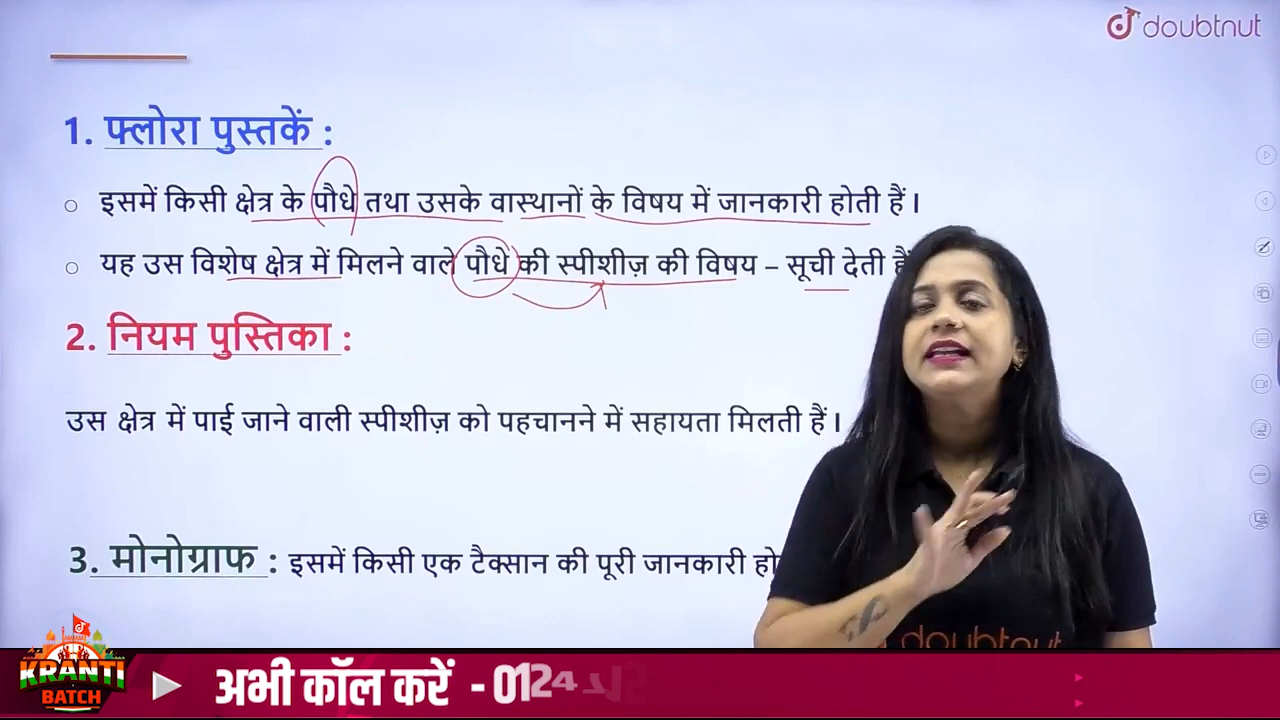 doubtnut
1. फ्लोरा पुस्तकें :
इसमें किसी क्षेत्र के पौधे तथा उसके वास्थानों के विषय में जानकारी होती हैं ।
यह उस विशेष क्षेत्र में मिलने वाले पौधे की स्पीशीज़ की विषय – सूची देती हैं
2. नियम पुस्तिका :
उस क्षेत्र में पाई जाने वाली स्पीशीज़ को पहचानने में सहायता मिलती हैं ।
3. मोनोग्राफ : इसमें किसी एक टैक्सान की पूरी जानकारी
doubtnut
KRANTI
BATCH
अभी कॉल करें - 0124